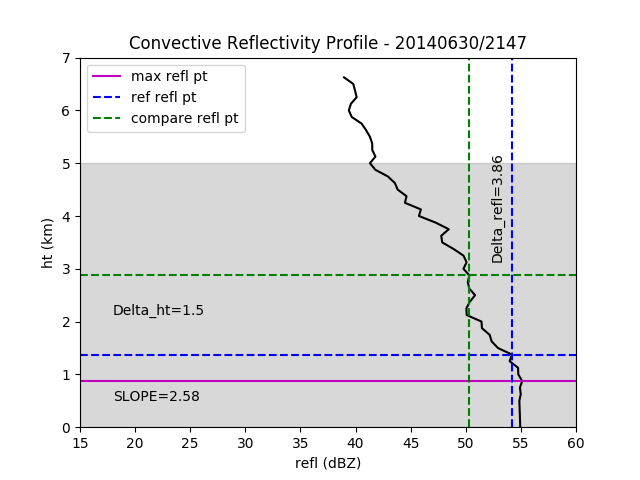 Convective Reflectivity Profile - 20140630/2147
max refl pt
ref refl pt
compare refl pt
Delta_refl=3.86
Delta_ht=1.5
SLOPE=2.58
ht (km)
7
6
5
4
3
2
1
0
15 20 25 30 35 40 45 50 55 60
refl (dBZ)